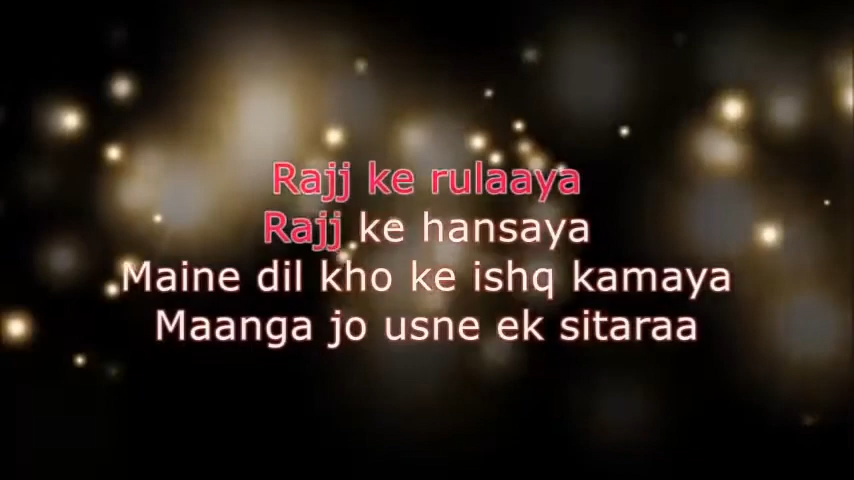 Rajj ke rulaaya
Rajj ke hansaya
Maine dil kho ke ishq kamaya
Maanga jo usne ek sitaraa